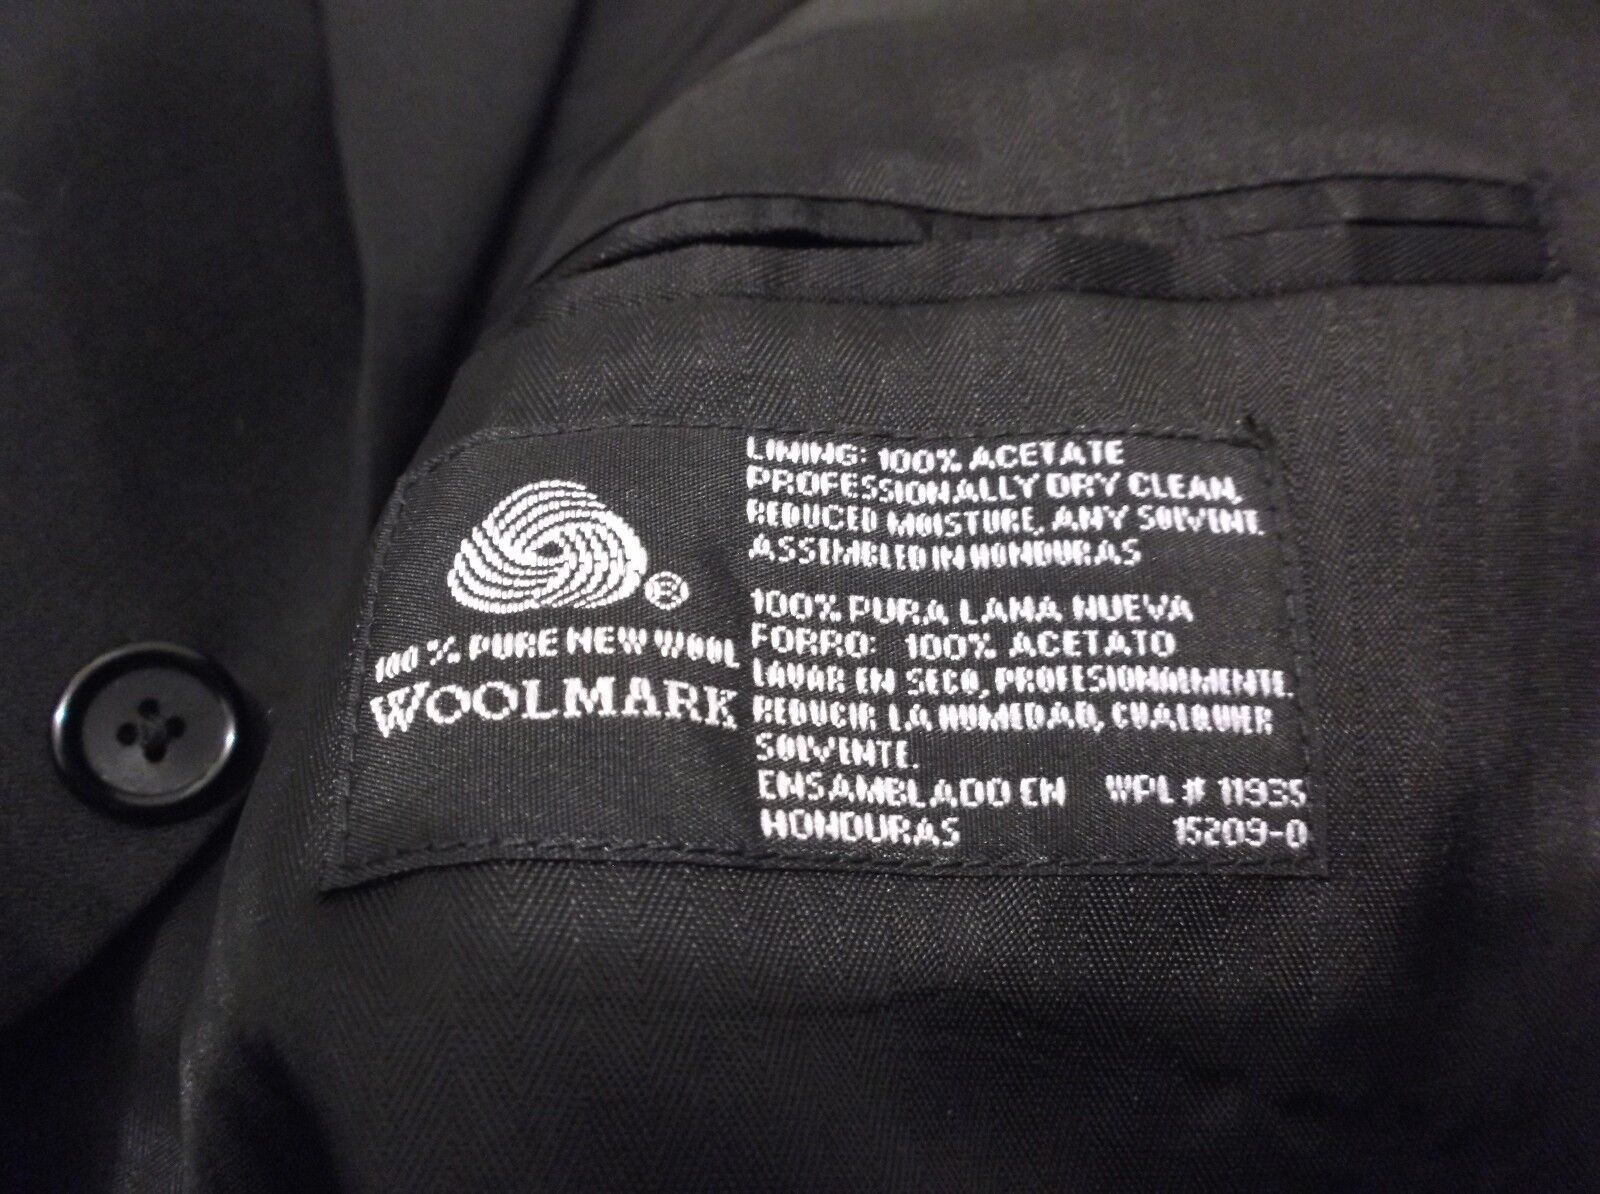 ®
100% PURE NEW WOOL
WOOLMARK
LINING: 100% ACETATE
PROFESSIONALLY DRY CLEAN,
REDUCED MOISTURE, ANY SOLVENT.
ASSEMBLED IN HONDURAS
100% PURA LANA NUEVA
FORRO: 100% ACETATO
LAVAR EN SECO, PROFESIONALMENTE.
REDUCIR LA HUMEDAD, CUALQUIER
SOLVENTE.
ENSAMBLADO EN WPL # 11935
HONDURAS 15209-0